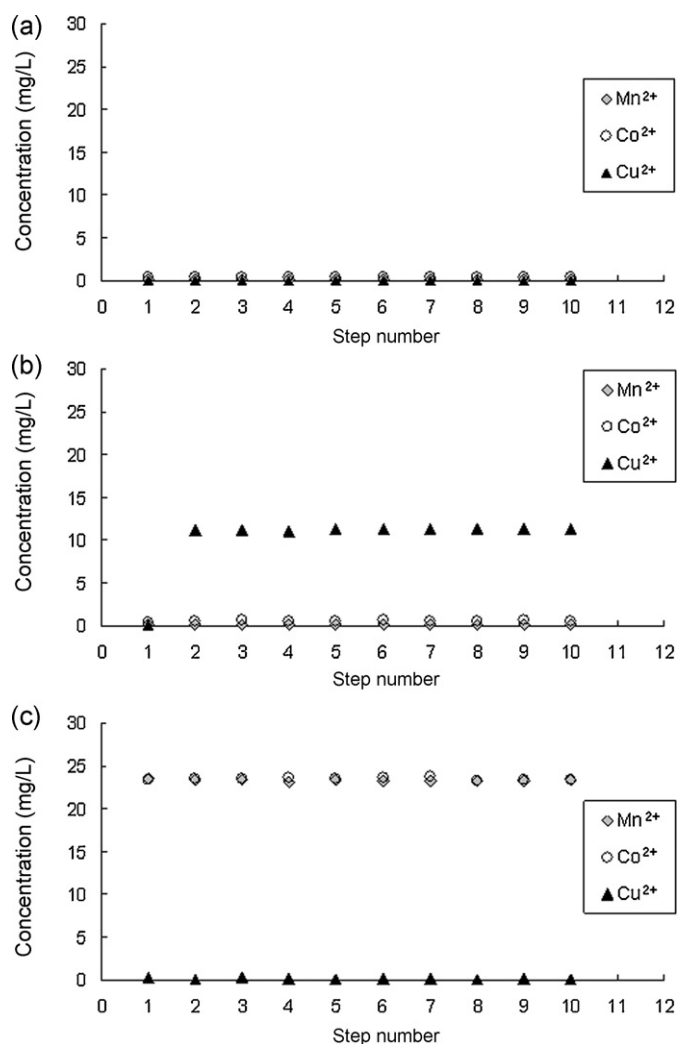 (a)
Concentration (mg/L)
30
25
20
15
10
5
0
0 1 2 3 4 5 6 7 8 9 10 11 12
Step number
Mn²⁺
Co²⁺
Cu²⁺
(b)
Concentration (mg/L)
30
25
20
15
10
5
0
0 1 2 3 4 5 6 7 8 9 10 11 12
Step number
Mn²⁺
Co²⁺
Cu²⁺
(c)
Concentration (mg/L)
30
25
20
15
10
5
0
0 1 2 3 4 5 6 7 8 9 10 11 12
Step number
Mn²⁺
Co²⁺
Cu²⁺